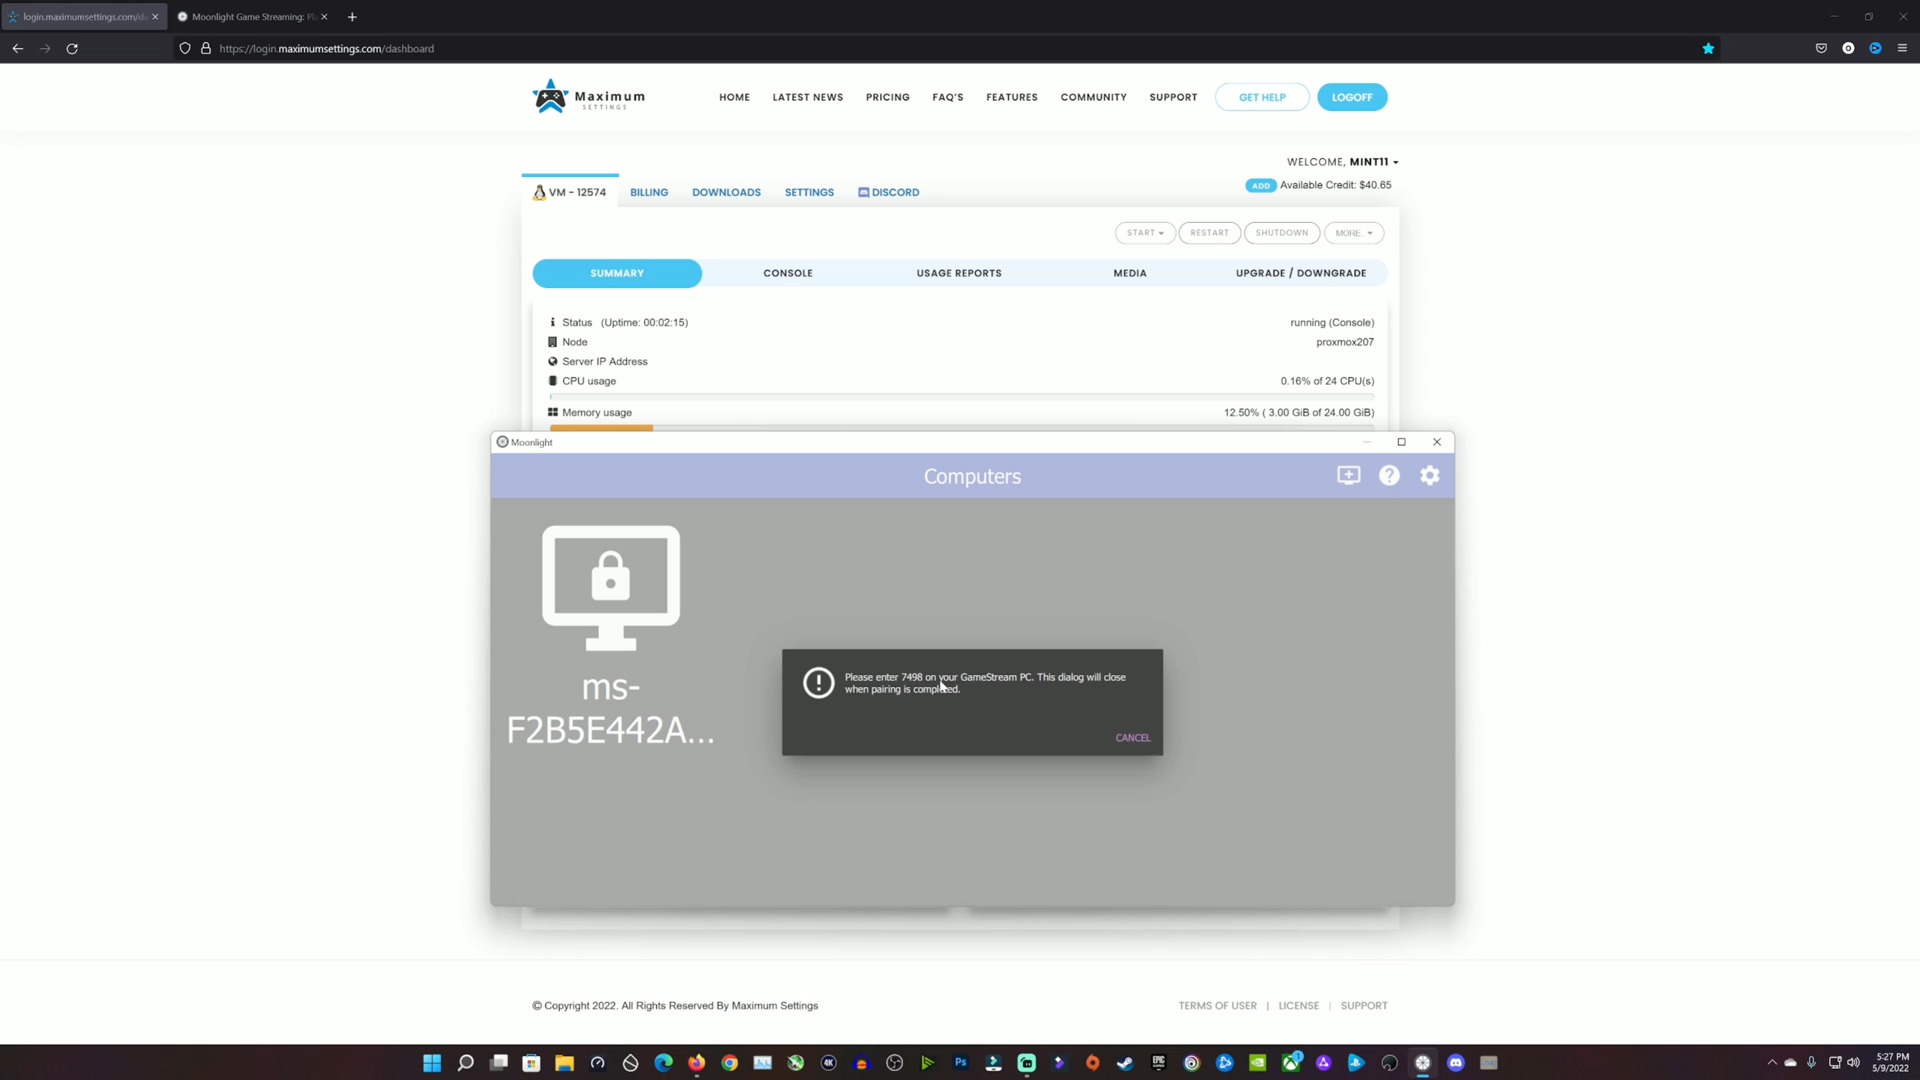 login.maximumsettings.com/da
Moonlight Game Streaming: Pl
https://login.maximumsettings.com/dashboard
Maximum
SETTINGS
HOME
LATEST NEWS
PRICING
FAQ'S
FEATURES
COMMUNITY
SUPPORT
GET HELP
LOGOFF
WELCOME, MINT11
ADD Available Credit: $40.65
VM - 12574
BILLING
DOWNLOADS
SETTINGS
DISCORD
START
RESTART
SHUTDOWN
MORE..
SUMMARY
CONSOLE
USAGE REPORTS
MEDIA
UPGRADE / DOWNGRADE
Status (Uptime: 00:02:15)
running (Console)
Node
proxmox207
Server IP Address
CPU usage
0.16% of 24 CPU(s)
Memory usage
12.50% ( 3.00 GiB of 24.00 GiB)
Moonlight
Computers
ms-
F2B5E442A...
Please enter 7498 on your GameStream PC. This dialog will close
when pairing is completed.
CANCEL
© Copyright 2022. All Rights Reserved By Maximum Settings
TERMS OF USER | LICENSE | SUPPORT
4K
Ps
EPIC
1
5:27 PM
5/9/2022